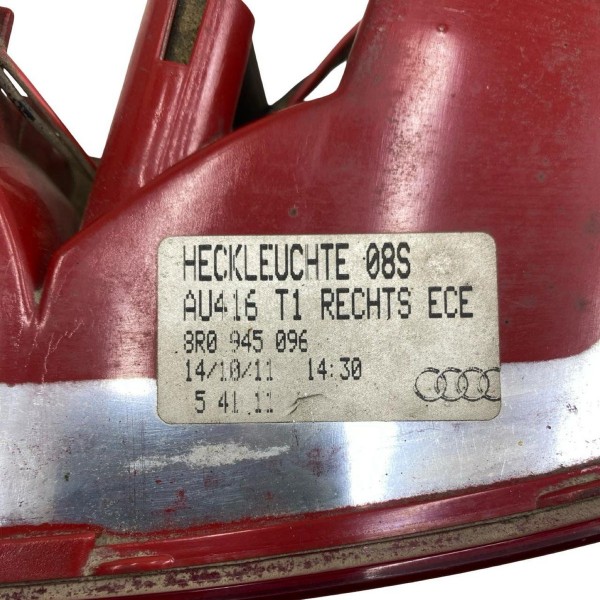 HECKLEUCHTE 08S
AU416 T1 RECHTS ECE
8R0 945 096
14/10/11 14:30
5 41.11